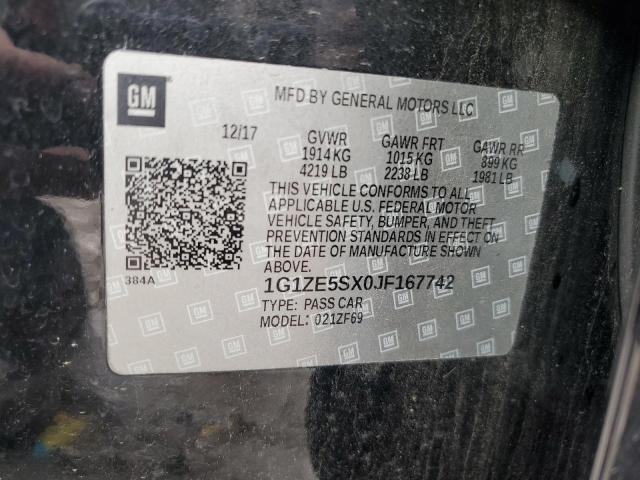 GM
MFD BY GENERAL MOTORS LLC
12/17 GVWR GAWR FRT GAWR RR
1914 KG 1015 KG 899 KG
4219 LB 2238 LB 1981 LB
THIS VEHICLE CONFORMS TO ALL
APPLICABLE U.S. FEDERAL MOTOR
VEHICLE SAFETY, BUMPER, AND THEFT
PREVENTION STANDARDS IN EFFECT ON
THE DATE OF MANUFACTURE SHOWN
ABOVE.
384A
1G1ZE5SX0JF167742
TYPE: PASS CAR
MODEL: 021ZF69